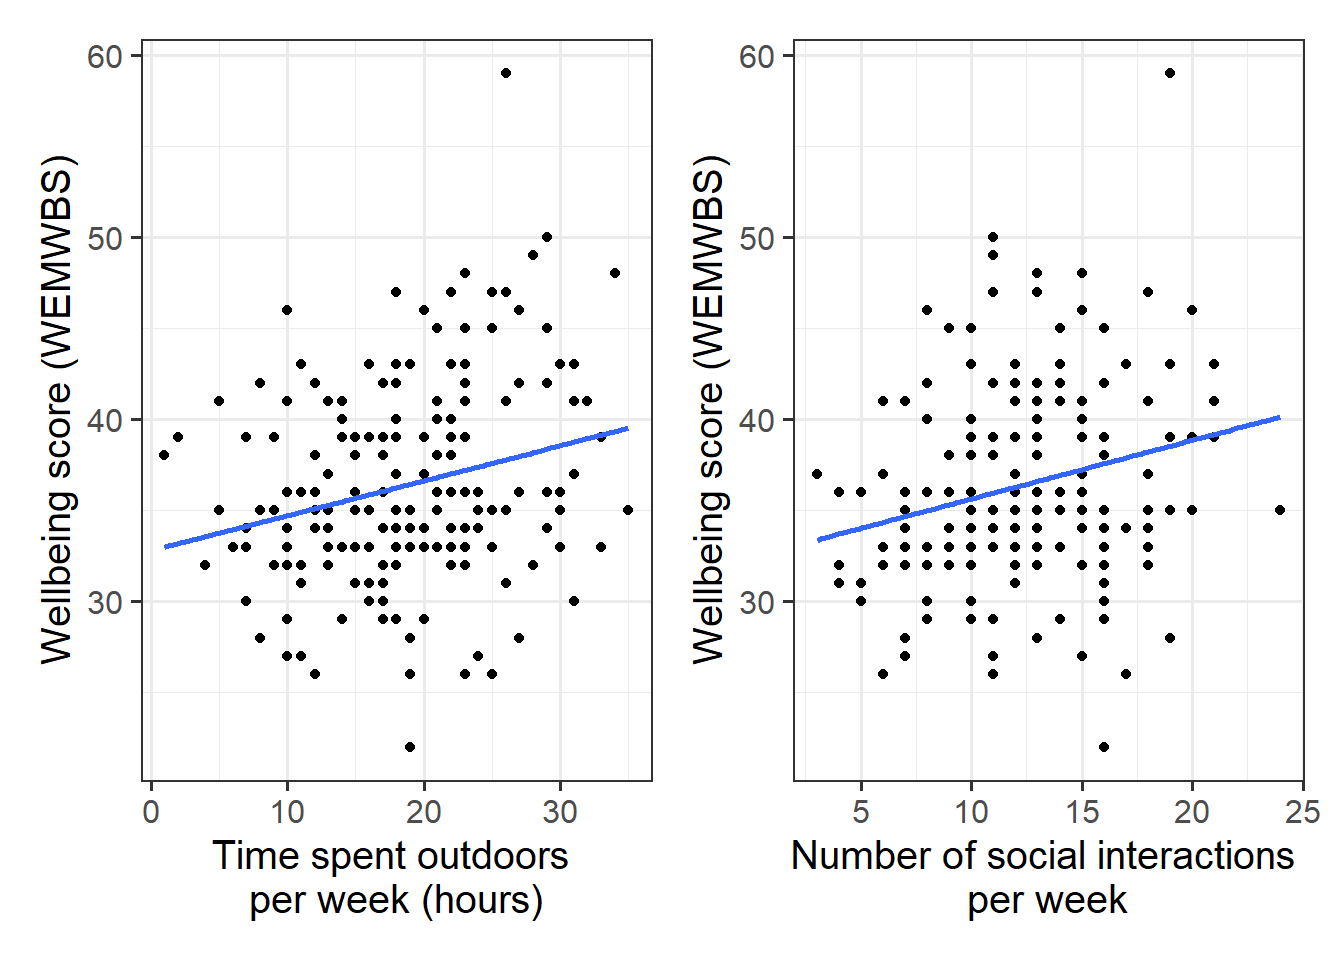 Wellbeing score (WEMWBS)
60
50
40
30
0 10 20 30
Time spent outdoors
per week (hours)
Wellbeing score (WEMWBS)
60
50
40
30
5 10 15 20 25
Number of social interactions
per week